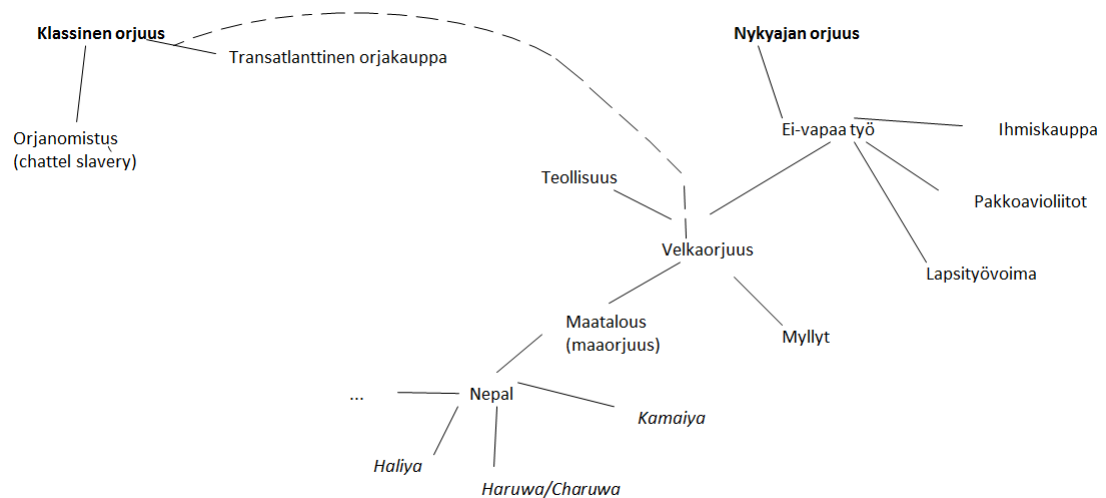 Klassinen orjuus
Nykyajan orjuus
Transatlanttinen orjakauppa
Orjanomistus
(chattel slavery)
Ei-vapaa työ
Ihmiskauppa
Teollisuus
Pakkoavioliitot
Velkaorjuus
Lapsityövoima
Maatalous
(maaorjuus)
Myllyt
...
Nepal
Kamaiya
Haliya
Haruwa/Charuwa